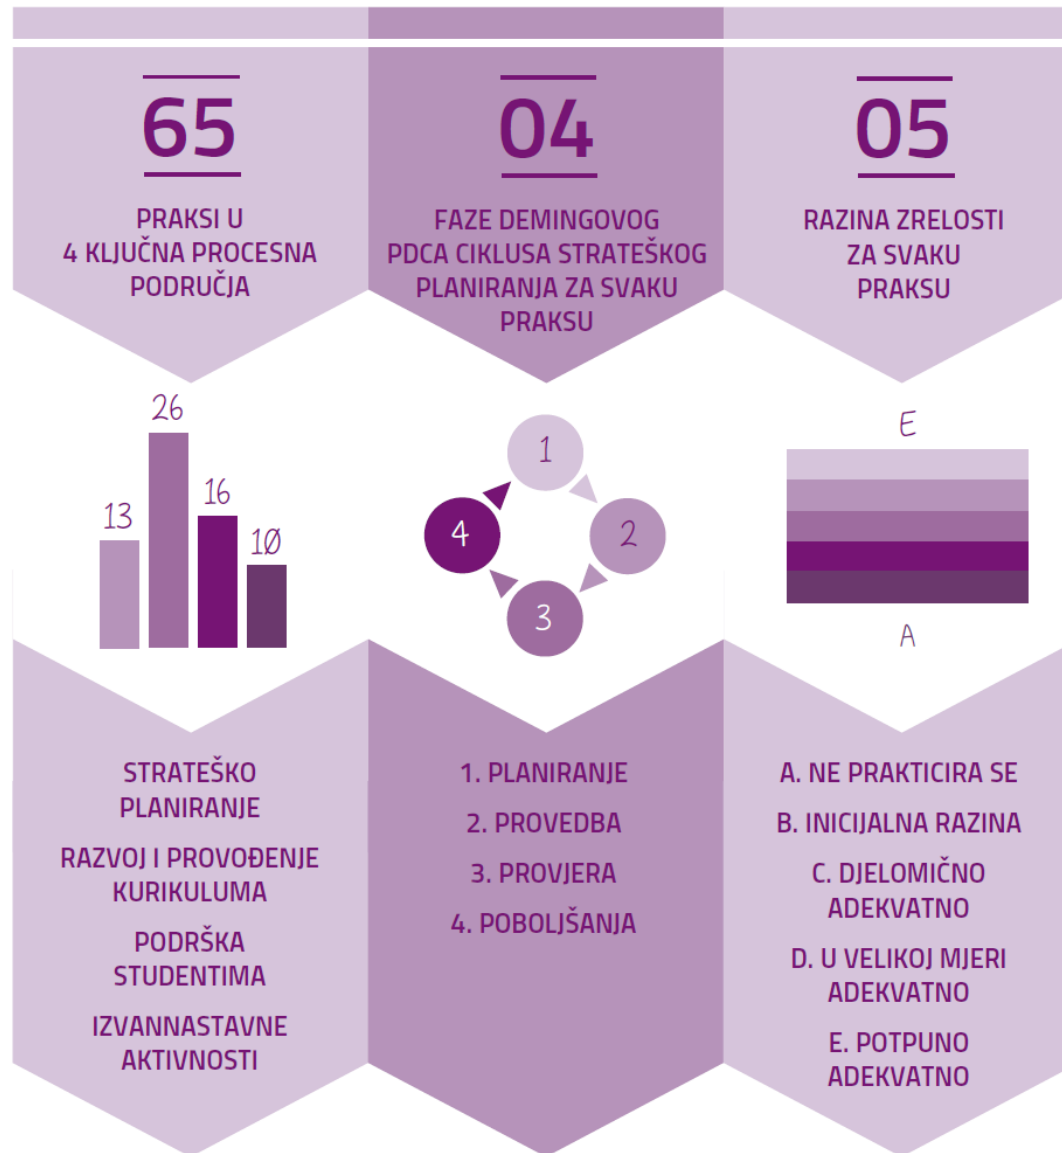 65
PRAKSI U
4 KLJUČNA PROCESNA
PODRUČJA
26
16
13
10
STRATEŠKO
PLANIRANJE
RAZVOJ I PROVOĐENJE
KURIKULUMA
PODRŠKA
STUDENTIMA
IZVANNASTAVNE
AKTIVNOSTI
04
FAZE DEMINGOVOG
PDCA CIKLUSA STRATEŠKOG
PLANIRANJA ZA SVAKU
PRAKSU
1
2
3
4
1. PLANIRANJE
2. PROVEDBA
3. PROVJERA
4. POBOLJŠANJA
05
RAZINA ZRELOSTI
ZA SVAKU
PRAKSU
E
A
A. NE PRAKTICIRA SE
B. INICIJALNA RAZINA
C. DJELOMIČNO
ADEKVATNO
D. U VELIKOJ MJERI
ADEKVATNO
E. POTPUNO
ADEKVATNO